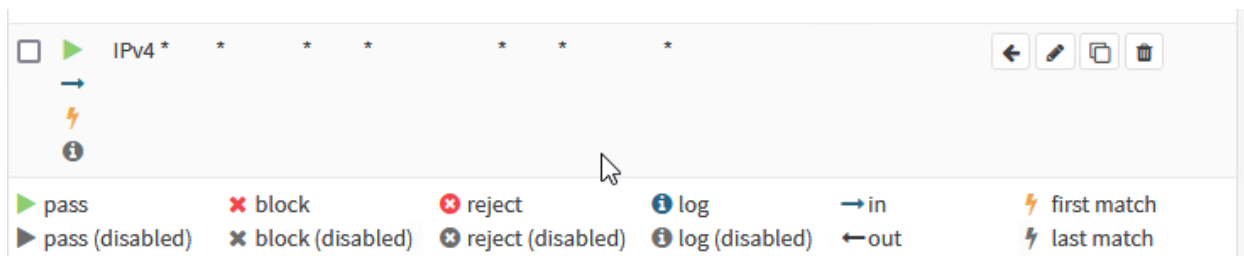 IPv4 * * * * * * *
pass block reject log in first match
pass (disabled) block (disabled) reject (disabled) log (disabled) out last match